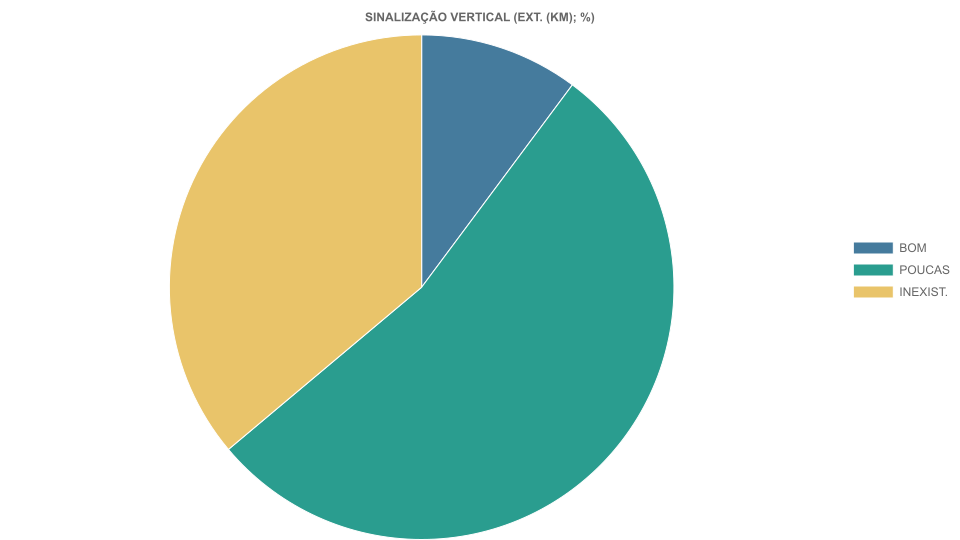 SINALIZAÇÃO VERTICAL (EXT. (KM); %)
BOM
POUCAS
INEXIST.